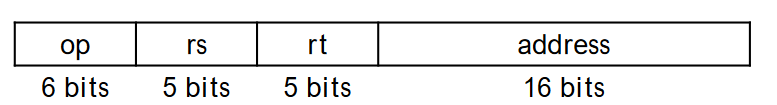 op rs rt address
6 bits 5 bits 5 bits 16 bits